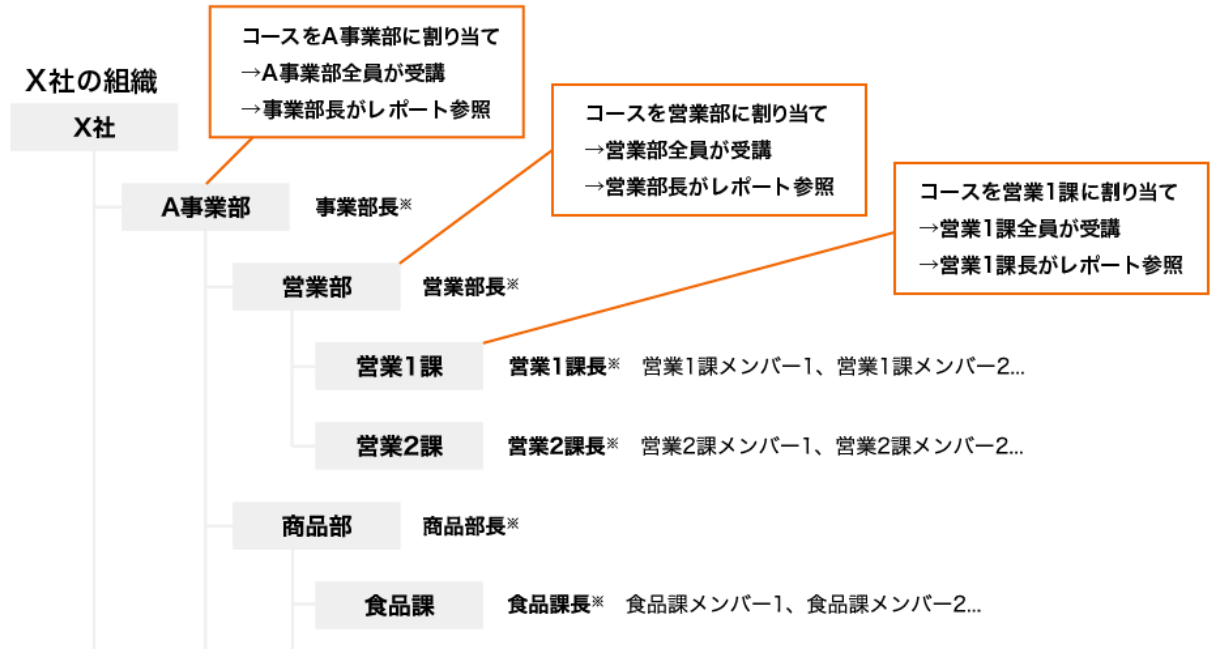 コースをA事業部に割り当て
→A事業部全員が受講
→事業部長がレポート参照
X社の組織
X社
コースを営業部に割り当て
→営業部全員が受講
→営業部長がレポート参照
コースを営業1課に割り当て
→営業1課全員が受講
→営業1課長がレポート参照
A事業部 事業部長※
営業部 営業部長※
営業1課 営業1課長※ 営業1課メンバー1、営業1課メンバー2...
営業2課 営業2課長※ 営業2課メンバー1、営業2課メンバー2...
商品部 商品部長※
食品課 食品課長※ 食品課メンバー1、食品課メンバー2...